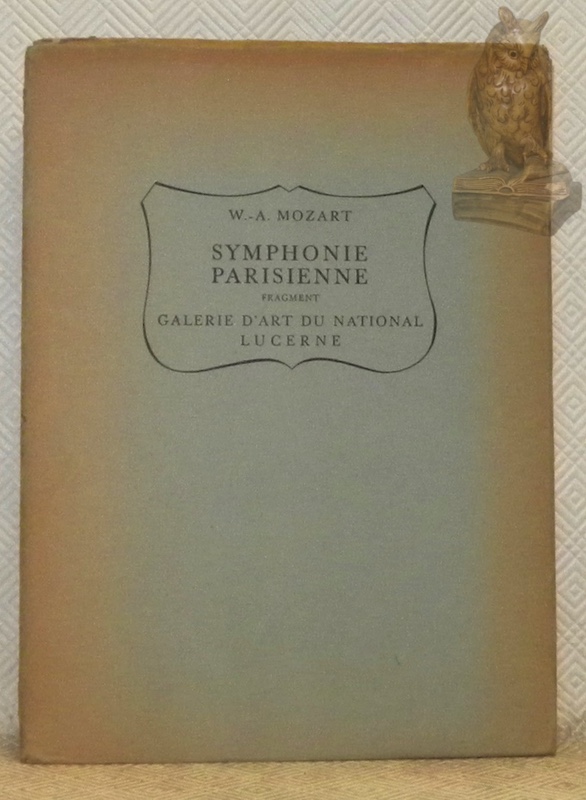 W.-A. MOZART
SYMPHONIE
PARISIENNE
FRAGMENT
GALERIE D'ART DU NATIONAL
LUCERNE